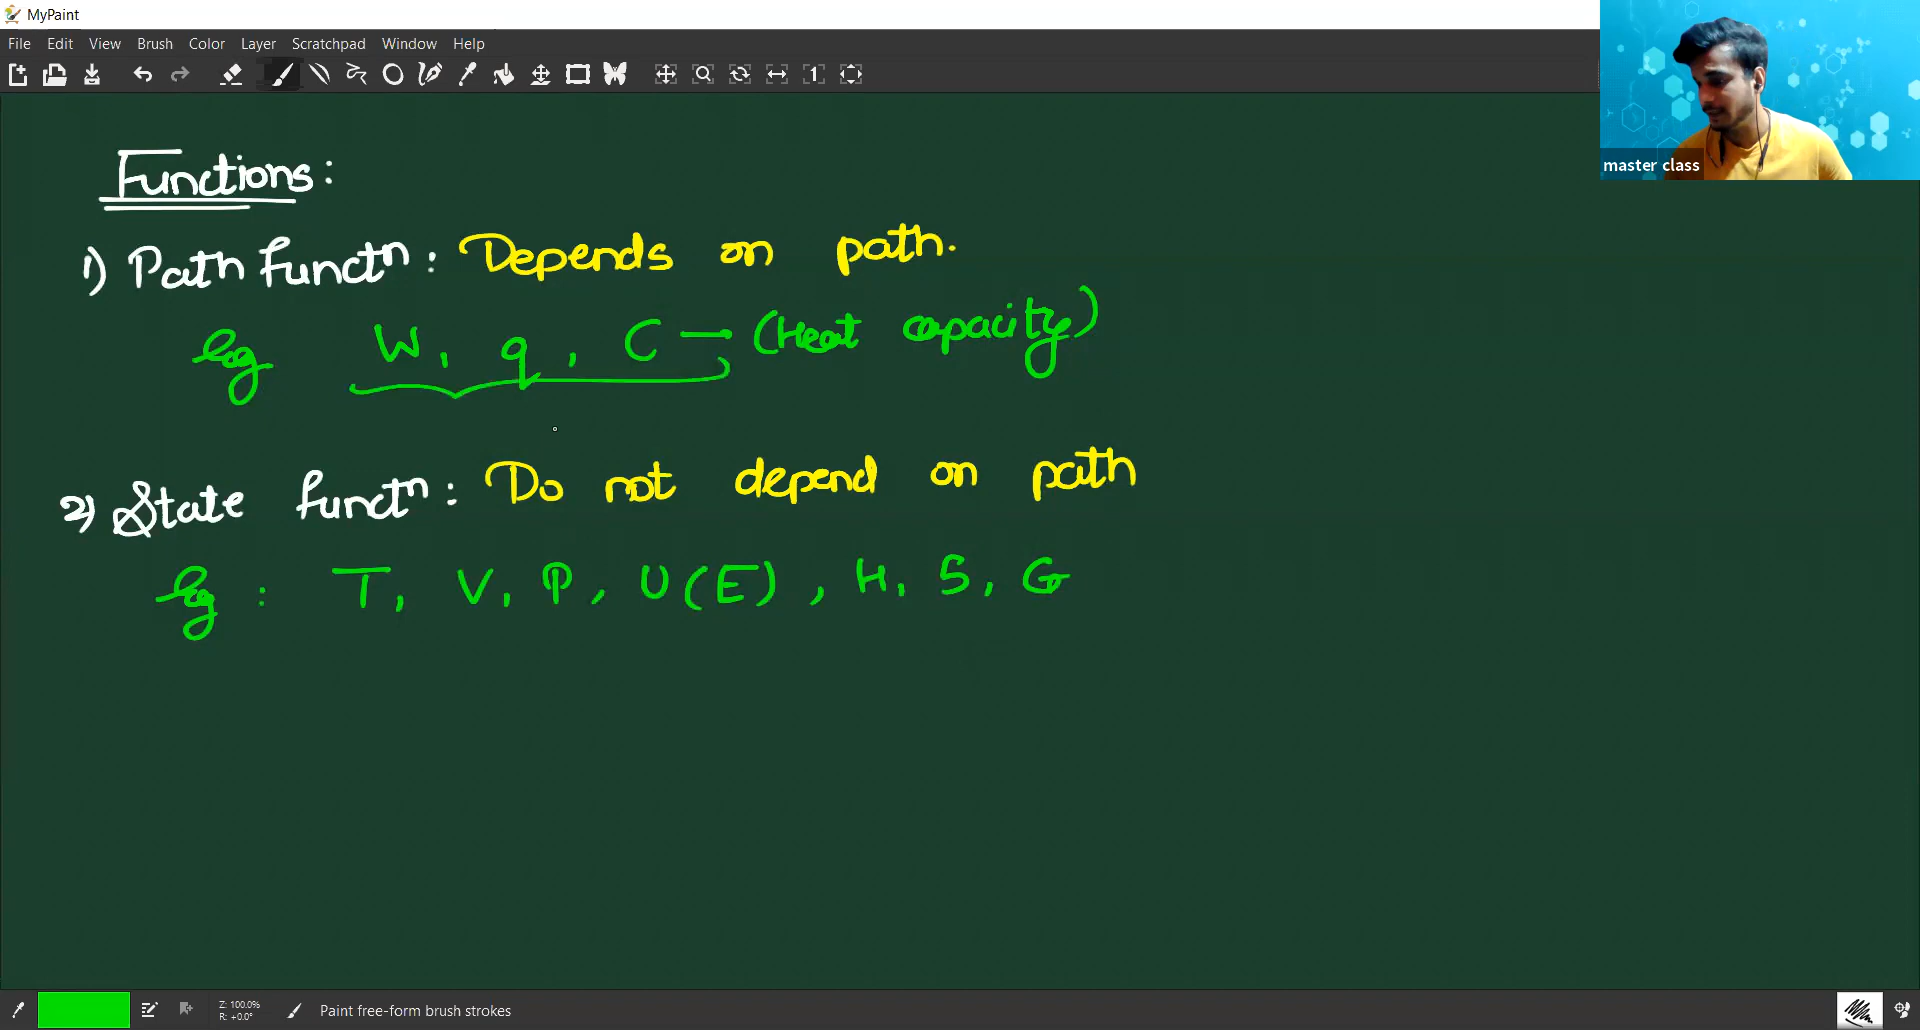 MyPaint
File Edit View Brush Color Layer Scratchpad Window Help
master class
Functions:
1) Path functn: Depends on path.
eg W, q, C → (Heat capacity)
2) State functn: Do not depend on path
eg: T, V, P, U(E), H, S, G
Z: 100.0%
R: +0.0°
Paint free-form brush strokes